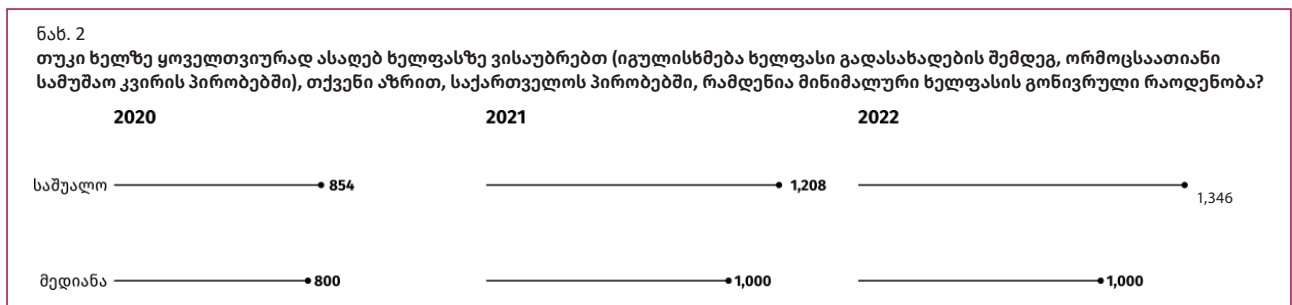 ნახ. 2
თუკი ხელზე ყოველთვიურად ასაღებ ხელფასზე ვისაუბრებთ (იგულისხმება ხელფასი გადასახადების შემდეგ, ორმოცსაათიანი
სამუშაო კვირის პირობებში), თქვენი აზრით, საქართველოს პირობებში, რამდენია მინიმალური ხელფასის გონივრული რაოდენობა?
2020 2021 2022
საშუალო 854 1,208 1,346
მედიანა 800 1,000 1,000